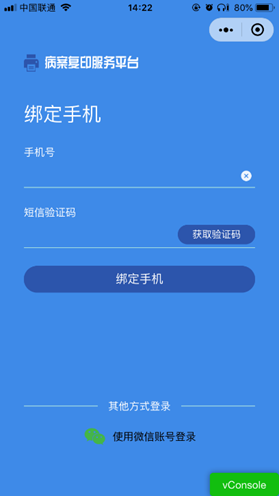 中国联通
14:22
80%
病案复印服务平台
绑定手机
手机号
短信验证码
获取验证码
绑定手机
其他方式登录
使用微信账号登录
vConsole